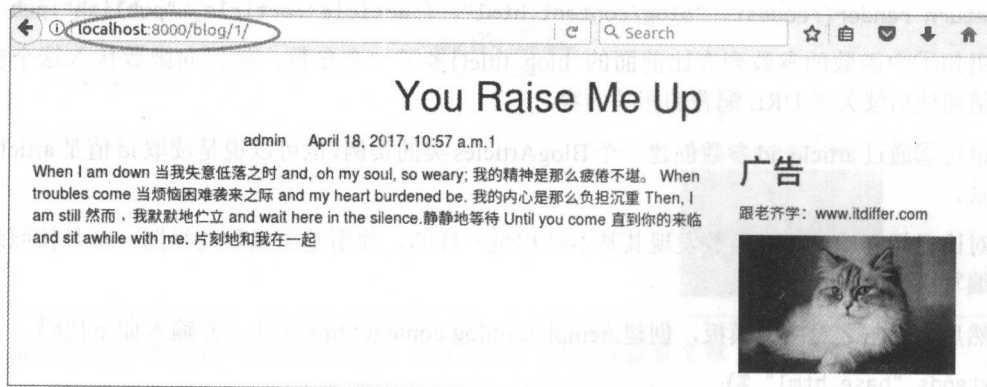 localhost:8000/blog/1/
Search
You Raise Me Up
admin April 18, 2017, 10:57 a.m.1
When I am down 当我失意低落之时 and, oh my soul, so weary; 我的精神是那么疲倦不堪。 When
troubles come 当烦恼困难袭来之际 and my heart burdened be. 我的内心是那么负担沉重 Then, I
am still 然而，我默默地伫立 and wait here in the silence.静静地等待 Until you come 直到你的来临
and sit awhile with me. 片刻地和我在一起
广告
跟老齐学：www.itdiffer.com